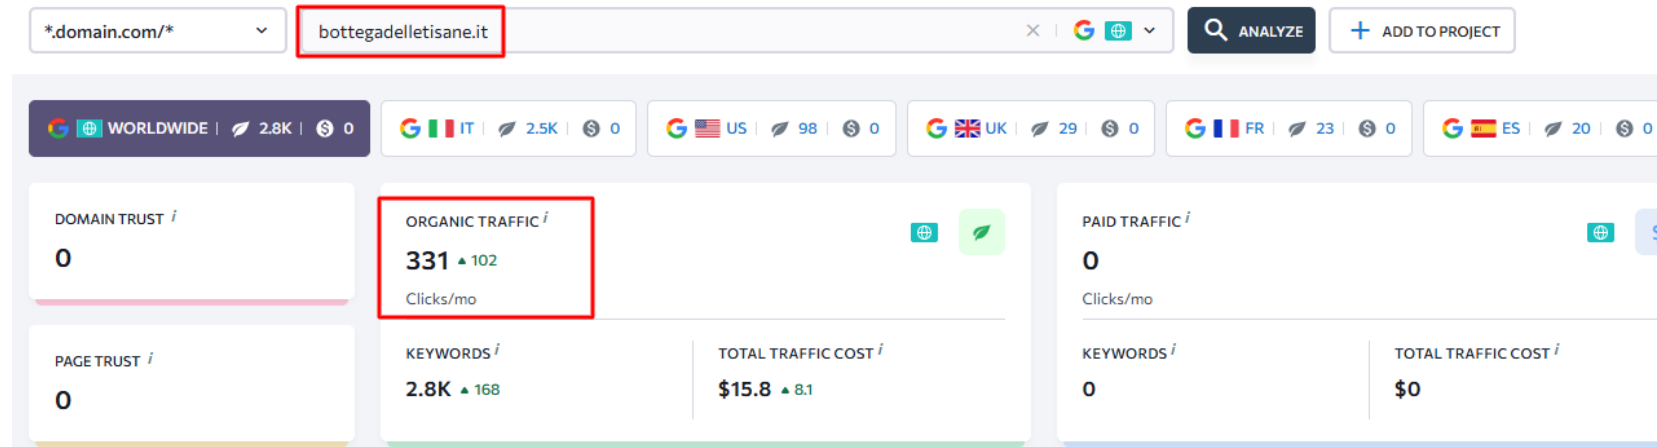 *.domain.com/* bottegadelletisane.it ANALYZE ADD TO PROJECT
WORLDWIDE 2.8K 0 IT 2.5K 0 US 98 0 UK 29 0 FR 23 0 ES 20 0
DOMAIN TRUST i
0
PAGE TRUST i
0
ORGANIC TRAFFIC i
331 ▲ 102
Clicks/mo
KEYWORDS i
2.8K ▲ 168
TOTAL TRAFFIC COST i
$15.8 ▲ 8.1
PAID TRAFFIC i
0
Clicks/mo
KEYWORDS i
0
TOTAL TRAFFIC COST i
$0